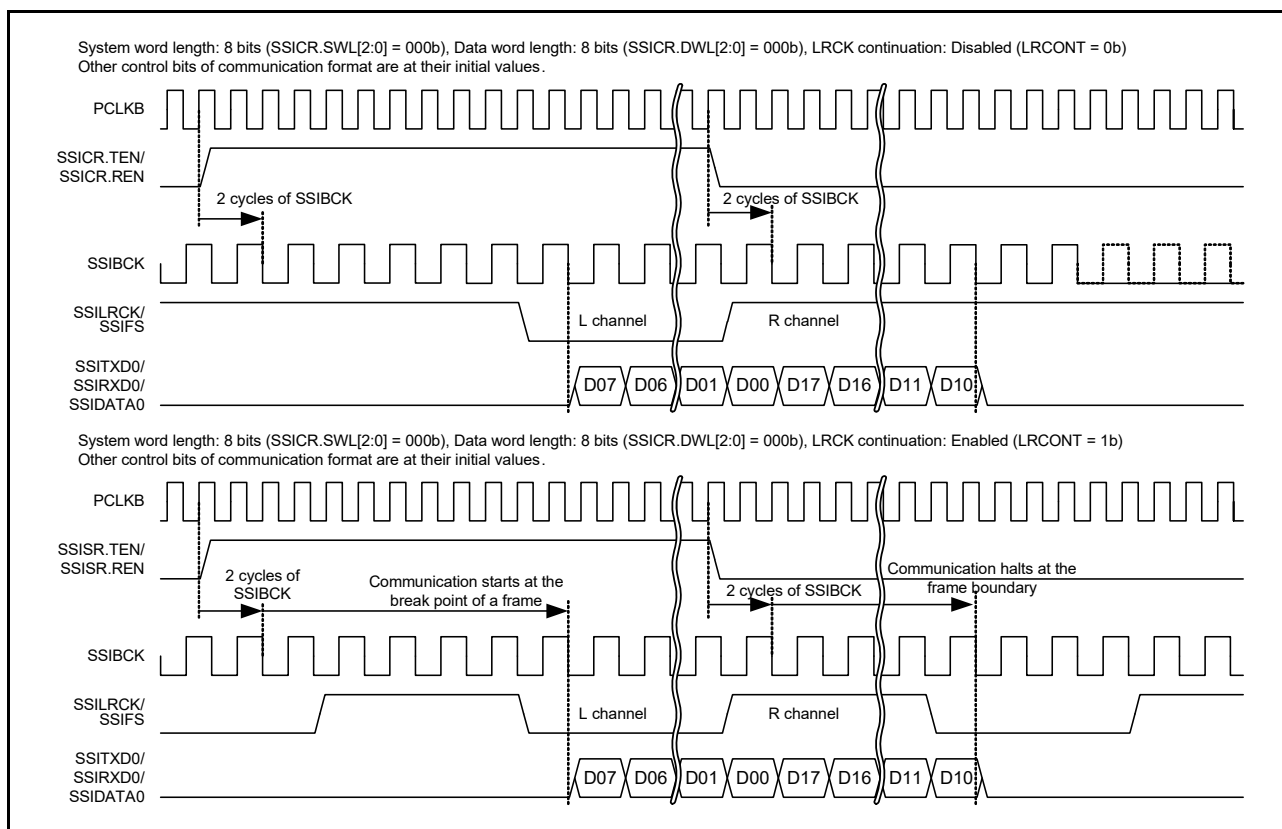 System word length: 8 bits (SSICR.SWL[2:0] = 000b), Data word length: 8 bits (SSICR.DWL[2:0] = 000b), LRCK continuation: Disabled (LRCONT = 0b)
Other control bits of communication format are at their initial values.
PCLKB
SSICR.TEN/
SSICR.REN
2 cycles of SSIBCK
2 cycles of SSIBCK
SSIBCK
SSILRCK/
SSIFS
L channel
R channel
SSITXD0/
SSIRXD0/
SSIDATA0
D07 D06 D01 D00 D17 D16 D11 D10
System word length: 8 bits (SSICR.SWL[2:0] = 000b), Data word length: 8 bits (SSICR.DWL[2:0] = 000b), LRCK continuation: Enabled (LRCONT = 1b)
Other control bits of communication format are at their initial values.
PCLKB
SSISR.TEN/
SSISR.REN
2 cycles of
SSIBCK
Communication starts at the
break point of a frame
2 cycles of SSIBCK
Communication halts at the
frame boundary
SSIBCK
SSILRCK/
SSIFS
L channel
R channel
SSITXD0/
SSIRXD0/
SSIDATA0
D07 D06 D01 D00 D17 D16 D11 D10